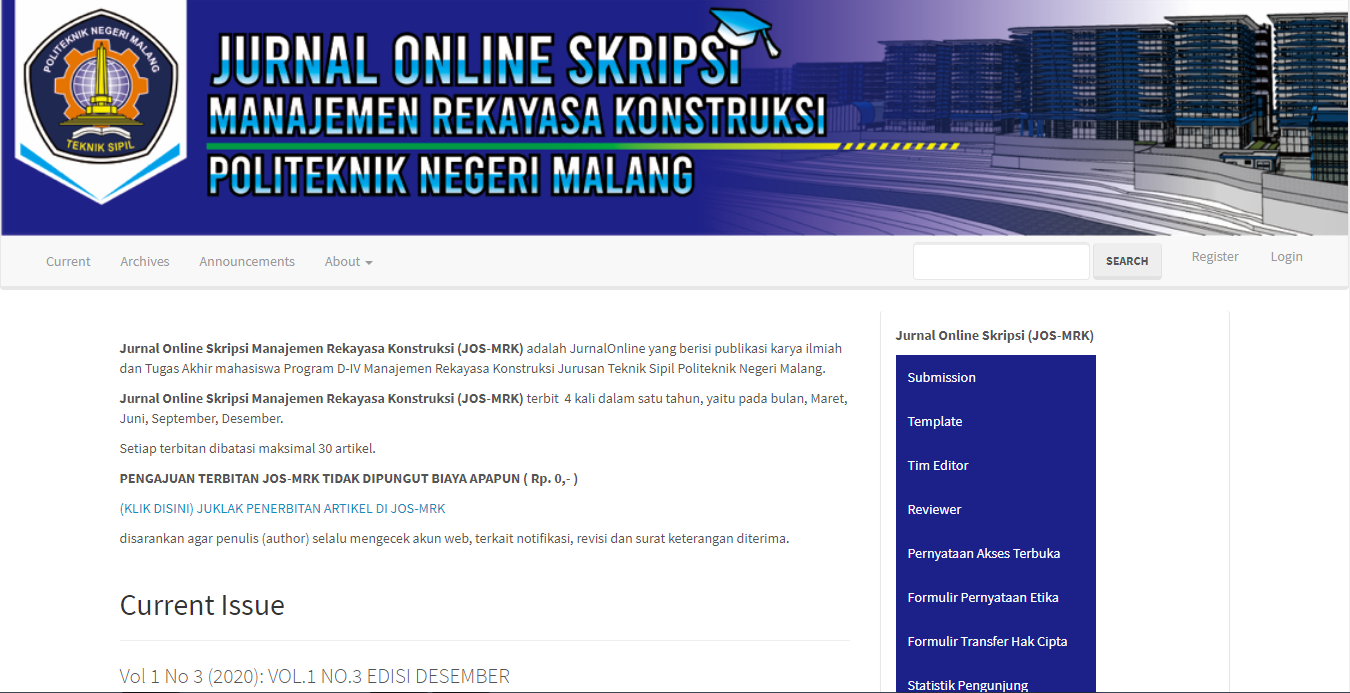 POLITEKNIK NEGERI MALANG
TEKNIK SIPIL
JURNAL ONLINE SKRIPSI
MANAJEMEN REKAYASA KONSTRUKSI
POLITEKNIK NEGERI MALANG
Current Archives Announcements About SEARCH Register Login
Jurnal Online Skripsi Manajemen Rekayasa Konstruksi (JOS-MRK) adalah JurnalOnline yang berisi publikasi karya ilmiah
dan Tugas Akhir mahasiswa Program D-IV Manajemen Rekayasa Konstruksi Jurusan Teknik Sipil Politeknik Negeri Malang.
Jurnal Online Skripsi Manajemen Rekayasa Konstruksi (JOS-MRK) terbit  4 kali dalam satu tahun, yaitu pada bulan, Maret,
Juni, September, Desember.
Setiap terbitan dibatasi maksimal 30 artikel.
PENGAJUAN TERBITAN JOS-MRK TIDAK DIPUNGUT BIAYA APAPUN ( Rp. 0,- )
(KLIK DISINI) JUKLAK PENERBITAN ARTIKEL DI JOS-MRK
disarankan agar penulis (author) selalu mengecek akun web, terkait notifikasi, revisi dan surat keterangan diterima.
Current Issue
Vol 1 No 3 (2020): VOL.1 NO.3 EDISI DESEMBER
Jurnal Online Skripsi (JOS-MRK)
Submission
Template
Tim Editor
Reviewer
Pernyataan Akses Terbuka
Formulir Pernyataan Etika
Formulir Transfer Hak Cipta
Statistik Pengunjung